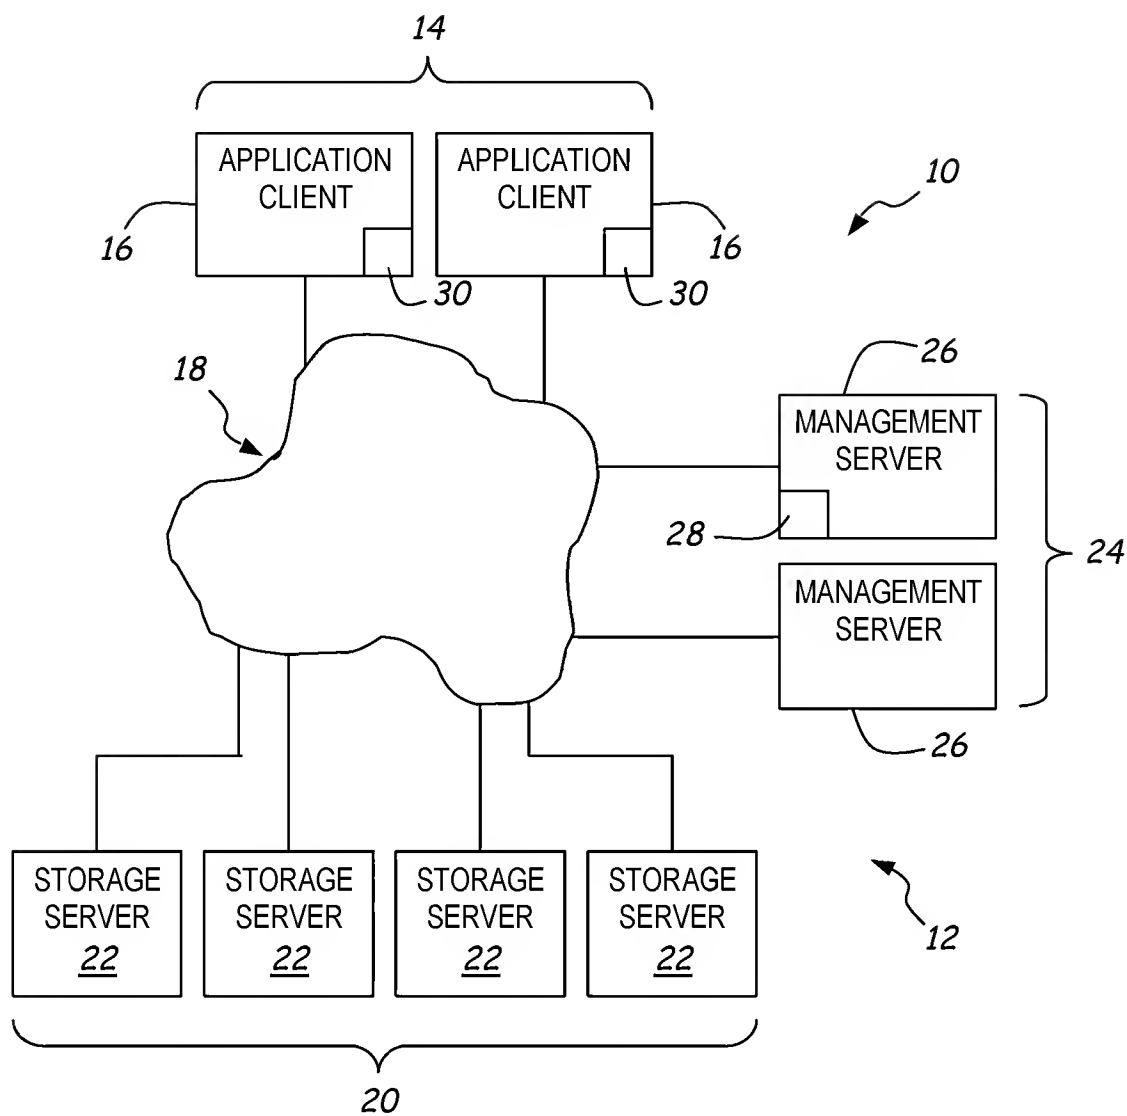 14
APPLICATION
CLIENT
APPLICATION
CLIENT
10
16
16
30
30
18
26
MANAGEMENT
SERVER
28
24
MANAGEMENT
SERVER
26
STORAGE
SERVER
22
STORAGE
SERVER
22
STORAGE
SERVER
22
STORAGE
SERVER
22
12
20